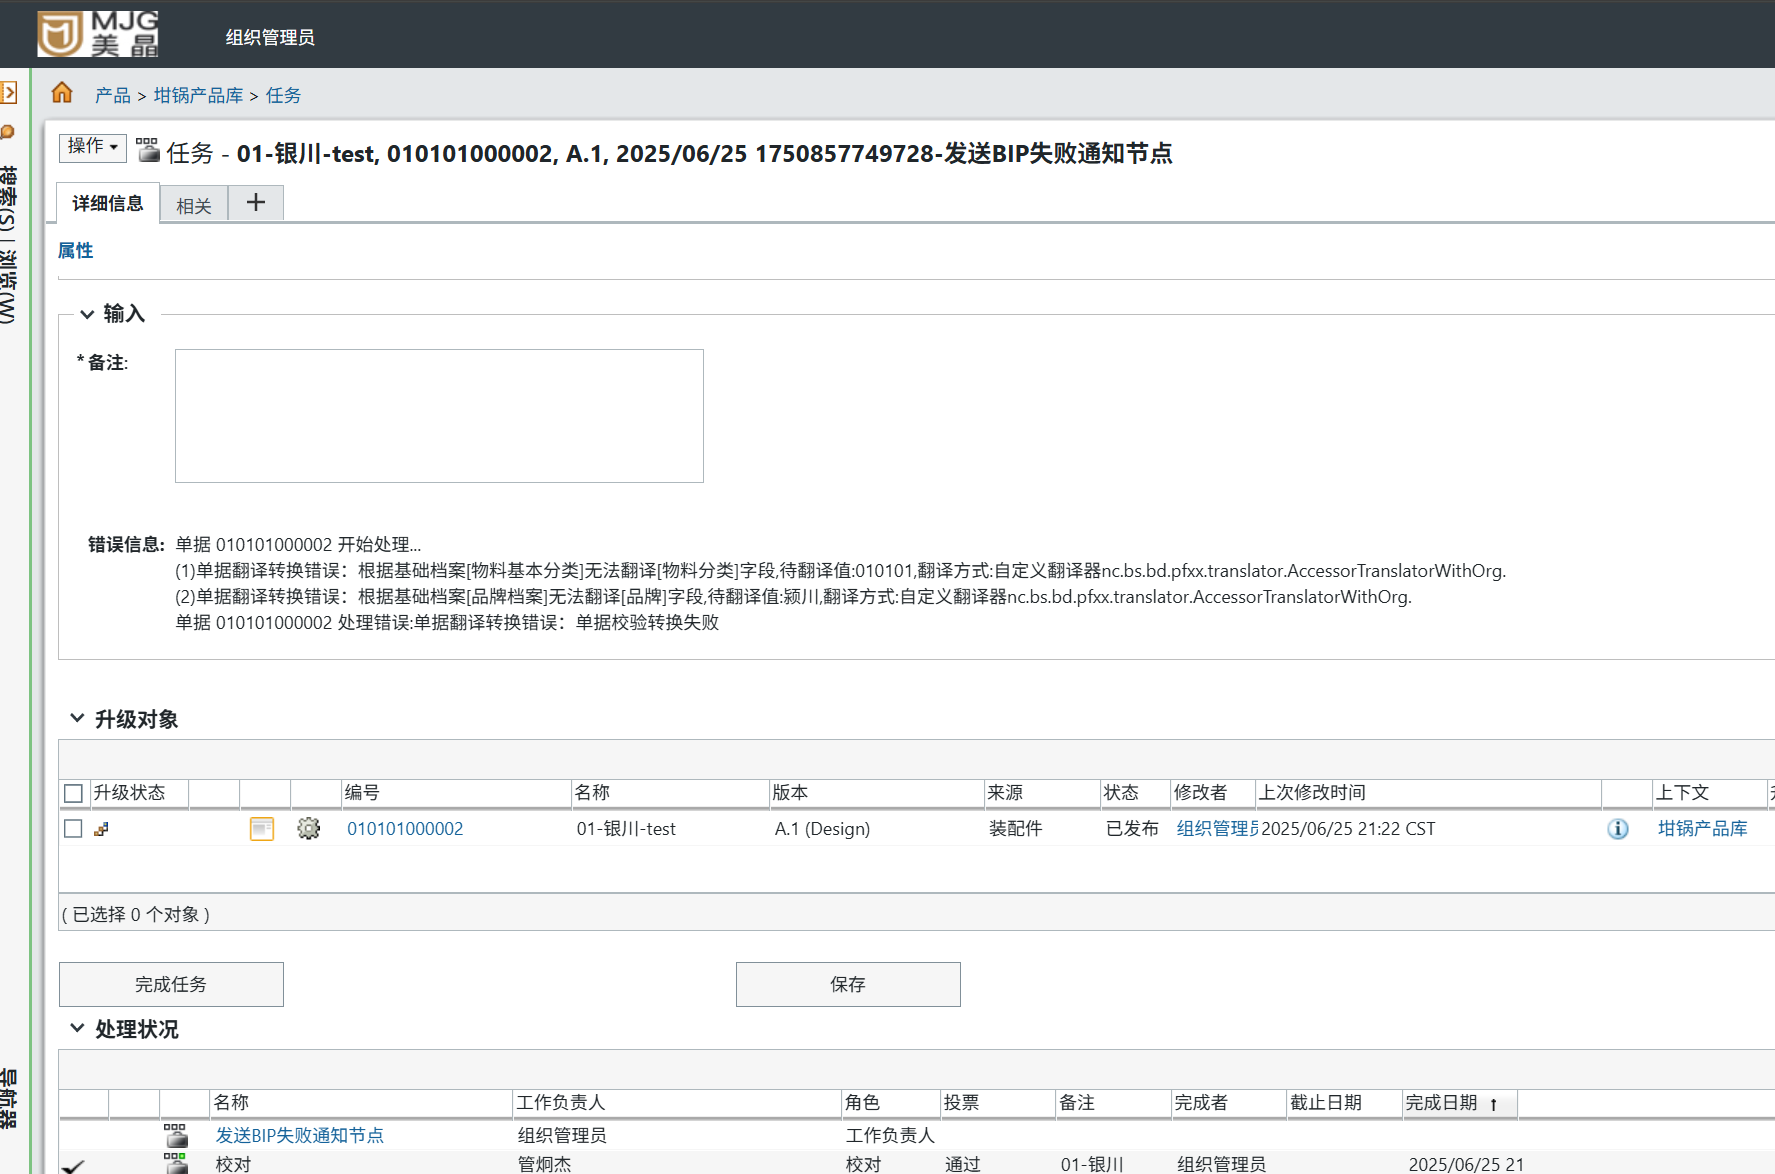 MJG
美晶
组织管理员
产品 > 坩锅产品库 > 任务
操作
任务 - 01-银川-test, 010101000002, A.1, 2025/06/25 1750857749728-发送BIP失败通知节点
搜索(S) | 浏览(W)
详细信息 相关 +
属性
输入
*备注:
错误信息: 单据 010101000002 开始处理...
(1)单据翻译转换错误：根据基础档案[物料基本分类]无法翻译[物料分类]字段,待翻译值:010101,翻译方式:自定义翻译器nc.bs.bd.pfxx.translator.AccessorTranslatorWithOrg.
(2)单据翻译转换错误：根据基础档案[品牌档案]无法翻译[品牌]字段,待翻译值:颍川,翻译方式:自定义翻译器nc.bs.bd.pfxx.translator.AccessorTranslatorWithOrg.
单据 010101000002 处理错误:单据翻译转换错误：单据校验转换失败
升级对象
升级状态 编号 名称 版本 来源 状态 修改者 上次修改时间 上下文
010101000002 01-银川-test A.1 (Design) 装配件 已发布 组织管理员 2025/06/25 21:22 CST 坩锅产品库
( 已选择 0 个对象 )
完成任务 保存
处理状况
导航器
名称 工作负责人 角色 投票 备注 完成者 截止日期 完成日期 ↑
发送BIP失败通知节点 组织管理员 工作负责人
校对 管炯杰 校对 通过 01-银川 组织管理员 2025/06/25 21